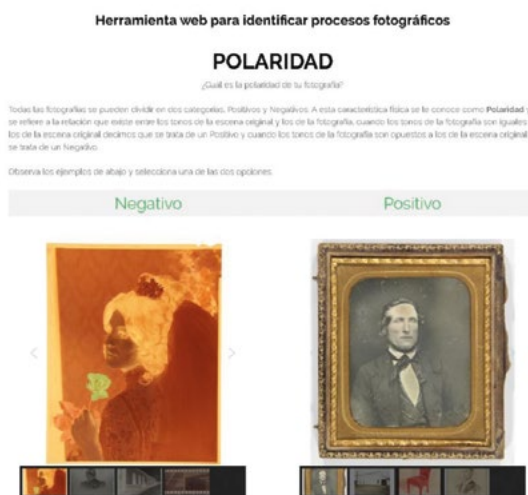 Herramienta web para identificar procesos fotográficos
POLARIDAD
¿Cuál es la polaridad de tu fotografía?
Todas las fotografías se pueden dividir en dos categorías, Positivos y Negativos. A esta característica física se le conoce como Polaridad y
se refiere a la relación que existe entre los tonos de la escena original y los de la fotografía, cuando los tonos de la fotografía son iguales
los de la escena original decimos que se trata de un Positivo y cuando los tonos de la fotografía son opuestos a los de la escena original
se trata de un Negativo.
Observa los ejemplos de abajo y selecciona una de las dos opciones.
Negativo
Positivo